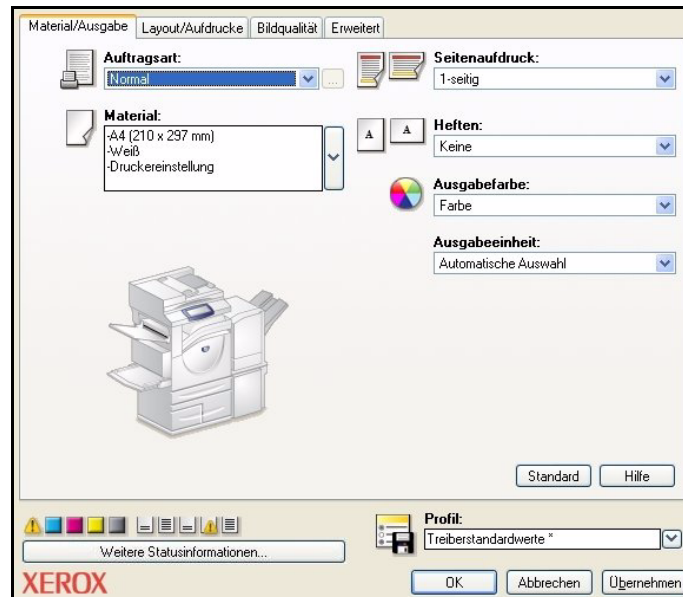 Material/Ausgabe Layout/Aufdrucke Bildqualität Erweitert
Auftragsart:
Normal
...
Material:
-A4 (210 x 297 mm)
-Weiß
-Druckereinstellung
Seitenaufdruck:
1-seitig
A A
Heften:
Keine
Ausgabefarbe:
Farbe
Ausgabeeinheit:
Automatische Auswahl
Standard Hilfe
Weitere Statusinformationen...
Profil:
Treiberstandardwerte *
XEROX
OK Abbrechen Übernehmen